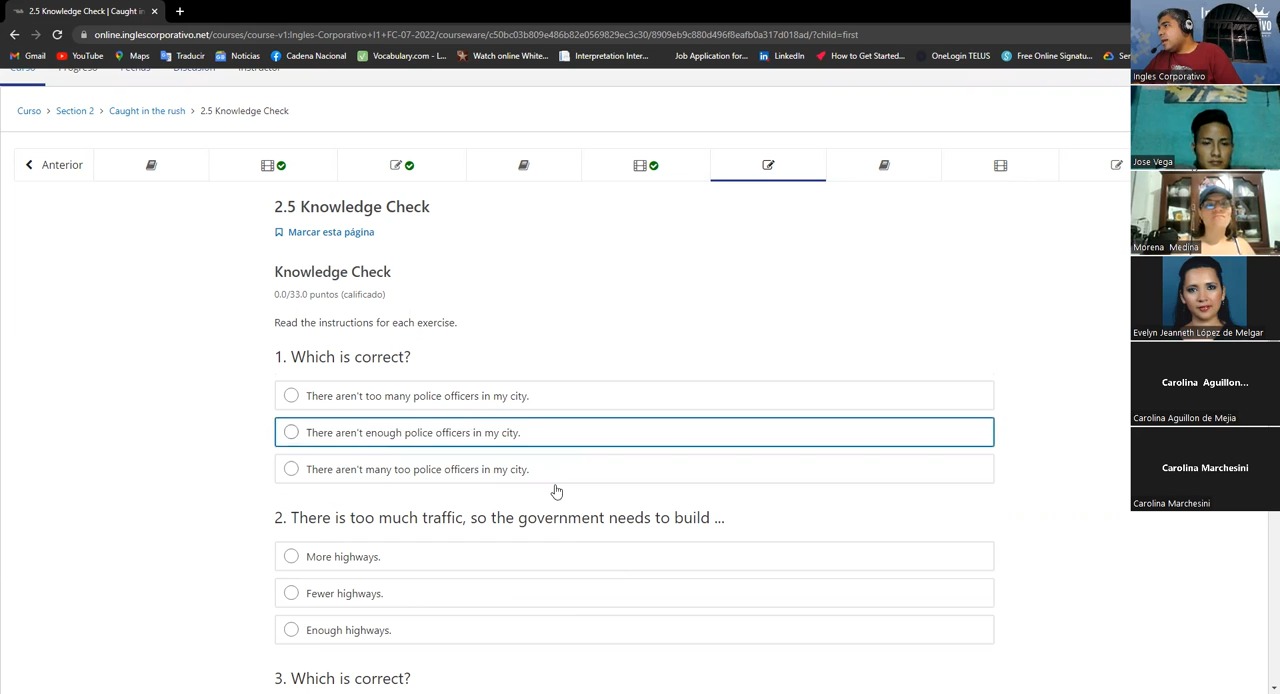 2.5 Knowledge Check | Caught in
online.inglescorporativo.net/courses/course-v1:Ingles-Corporativo+I1+FC-07-2022/courseware/c50bc03b809e486b82e0569829ec3c30/8909eb9c880d496f8eafb0a317d018ad/?child=first
Gmail YouTube Maps Traducir Noticias Cadena Nacional Vocabulary.com - L... Watch online White... Interpretation Inter... Job Application for... LinkedIn How to Get Started... OneLogin TELUS Free Online Signatu... Ser
Curso Progreso Fechas Discusión Instructor
Curso > Section 2 > Caught in the rush > 2.5 Knowledge Check
Anterior
2.5 Knowledge Check
Marcar esta página
Knowledge Check
0.0/33.0 puntos (calificado)
Read the instructions for each exercise.
1. Which is correct?
There aren't too many police officers in my city.
There aren't enough police officers in my city.
There aren't many too police officers in my city.
2. There is too much traffic, so the government needs to build ...
More highways.
Fewer highways.
Enough highways.
3. Which is correct?
Ingles Corporativo
Jose Vega
Morena Medina
Evelyn Jeanneth López de Melgar
Carolina Aguillon...
Carolina Aguillon de Mejia
Carolina Marchesini
Carolina Marchesini